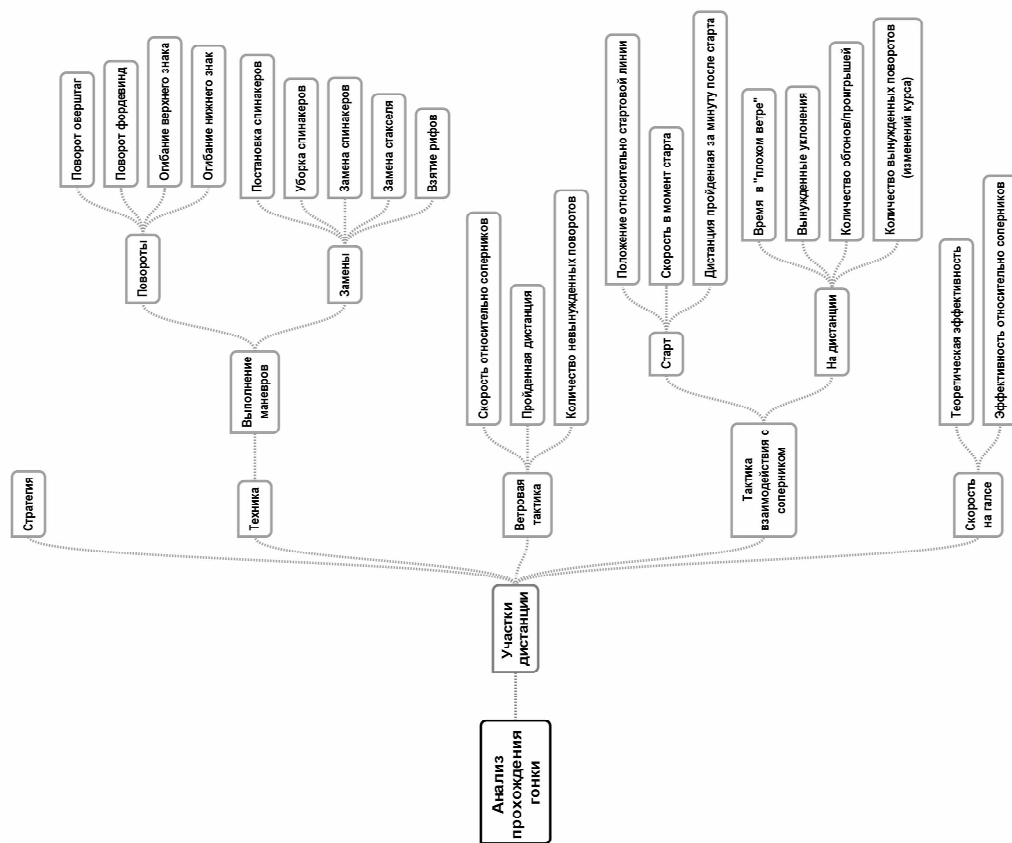 Анализ
прохождения
гонки
Участки
дистанции
Стратегия
Техника
Выполнение
маневров
Повороты
Поворот оверштаг
Поворот фордевинд
Огибание верхнего знака
Огибание нижнего знак
Замены
Постановка спинакеров
Уборка спинакеров
Замена спинакеров
Замена стакселя
Взятие рифов
Ветровая
тактика
Скорость относительно соперников
Пройденная дистанция
Количество невынужденных поворотов
Тактика
взаимодействия с
соперником
Старт
Положение относительно стартовой линии
Скорость в момент старта
Дистанция пройденная за минуту после старта
На дистанции
Время в "плохом ветре"
Вынужденные уклонения
Количество обгонов/проигрышей
Количество вынужденных поворотов
(изменений курса)
Скорость
на галсе
Теоретическая эффективность
Эффективность относительно соперников